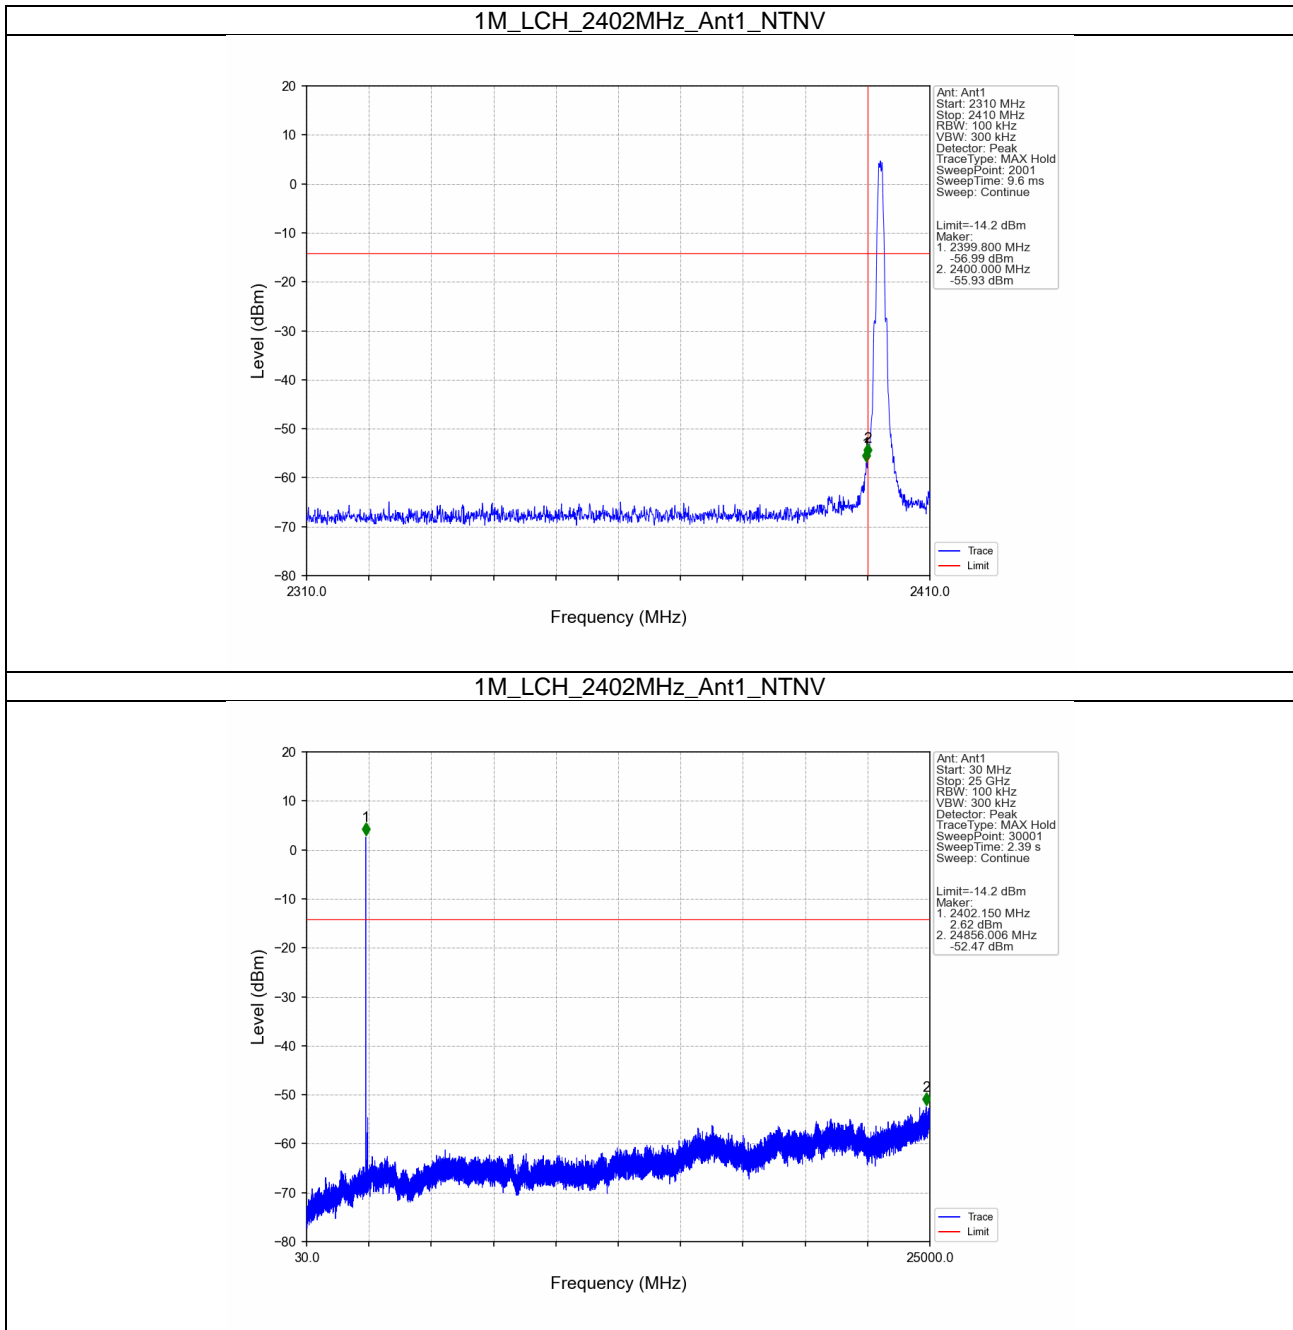 1M_LCH_2402MHz_Ant1_NTNV
20
10
0
−10
−20
−30
−40
−50
−60
−70
−80
Level (dBm)
2310.0
2410.0
Frequency (MHz)
2
Ant: Ant1
Start: 2310 MHz
Stop: 2410 MHz
RBW: 100 kHz
VBW: 300 kHz
Detector: Peak
TraceType: MAX Hold
SweepPoint: 2001
SweepTime: 9.6 ms
Sweep: Continue
Limit=-14.2 dBm
Maker:
1. 2399.800 MHz
-56.99 dBm
2. 2400.000 MHz
-55.93 dBm
Trace
Limit
1M_LCH_2402MHz_Ant1_NTNV
20
10
0
−10
−20
−30
−40
−50
−60
−70
−80
Level (dBm)
30.0
25000.0
Frequency (MHz)
1
2
Ant: Ant1
Start: 30 MHz
Stop: 25 GHz
RBW: 100 kHz
VBW: 300 kHz
Detector: Peak
TraceType: MAX Hold
SweepPoint: 30001
SweepTime: 2.39 s
Sweep: Continue
Limit=-14.2 dBm
Maker:
1. 2402.150 MHz
2.62 dBm
2. 24856.006 MHz
-52.47 dBm
Trace
Limit